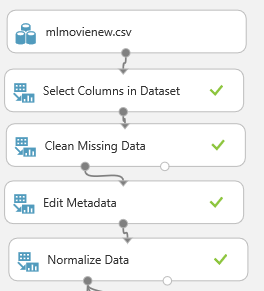 mlmovienew.csv
Select Columns in Dataset
Clean Missing Data
Edit Metadata
Normalize Data